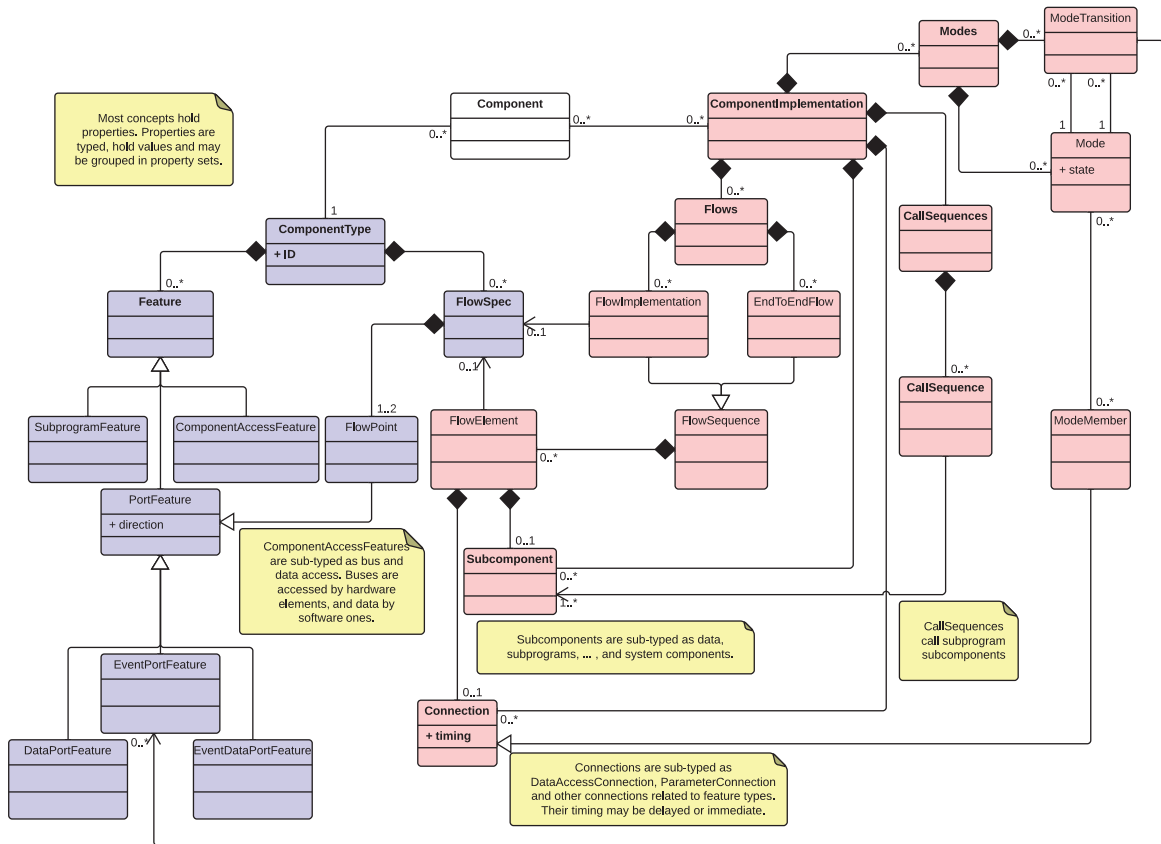 Modes
0..*
0..*
ModeTransition
0..*
0..*
1
1
Most concepts hold
properties. Properties are
typed, hold values and may
be grouped in property sets.
Component
0..*
0..*
0..*
ComponentImplementation
Mode
+ state
0..*
0..*
1
ComponentType
+ ID
0..*
Flows
CallSequences
0..*
Feature
0..*
FlowSpec
0..1
0..1
0..*
FlowImplementation
0..*
EndToEndFlow
0..*
CallSequence
SubprogramFeature
ComponentAccessFeature
1..2
FlowPoint
FlowElement
0..*
FlowSequence
0..*
ModeMember
PortFeature
+ direction
ComponentAccessFeatures
are sub-typed as bus and
data access. Buses are
accessed by hardware
elements, and data by
software ones.
0..1
Subcomponent
0..*
1..*
Subcomponents are sub-typed as data,
subprograms, ... , and system components.
CallSequences
call subprogram
subcomponents
EventPortFeature
0..*
DataPortFeature
EventDataPortFeature
0..1
Connection
+ timing
0..*
Connections are sub-typed as
DataAccessConnection, ParameterConnection
and other connections related to feature types.
Their timing may be delayed or immediate.